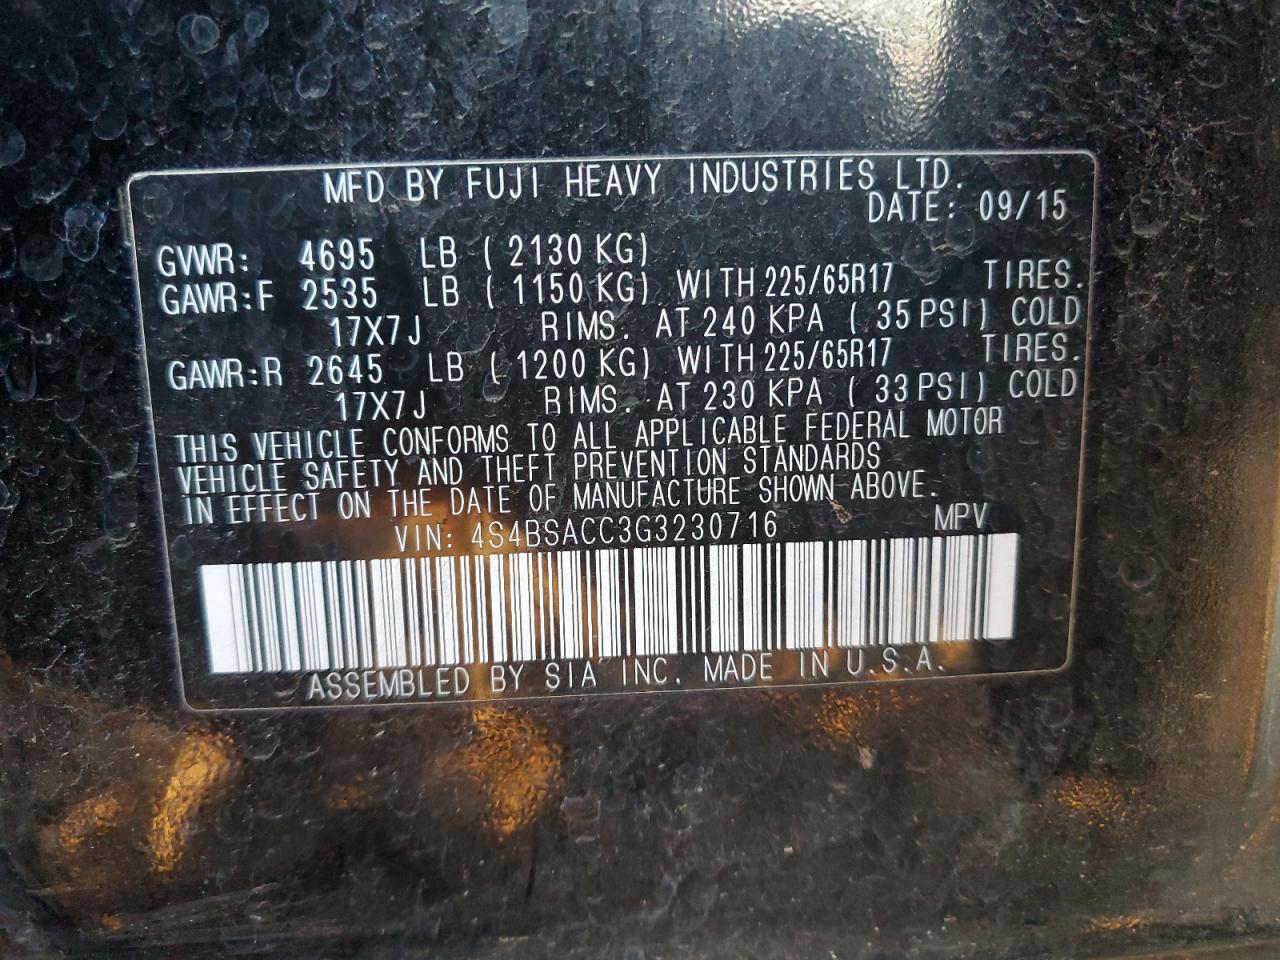 MFD BY FUJI HEAVY INDUSTRIES LTD.
DATE: 09/15
GVWR: 4695 LB ( 2130 KG)
GAWR:F 2535 LB ( 1150 KG) WITH 225/65R17 TIRES.
17X7J RIMS. AT 240 KPA ( 35 PSI) COLD
GAWR:R 2645 LB ( 1200 KG) WITH 225/65R17 TIRES.
17X7J RIMS. AT 230 KPA ( 33 PSI) COLD
THIS VEHICLE CONFORMS TO ALL APPLICABLE FEDERAL MOTOR
VEHICLE SAFETY AND THEFT PREVENTION STANDARDS
IN EFFECT ON THE DATE OF MANUFACTURE SHOWN ABOVE.
VIN: 4S4BSACC3G3230716 MPV
ASSEMBLED BY SIA INC. MADE IN U.S.A.